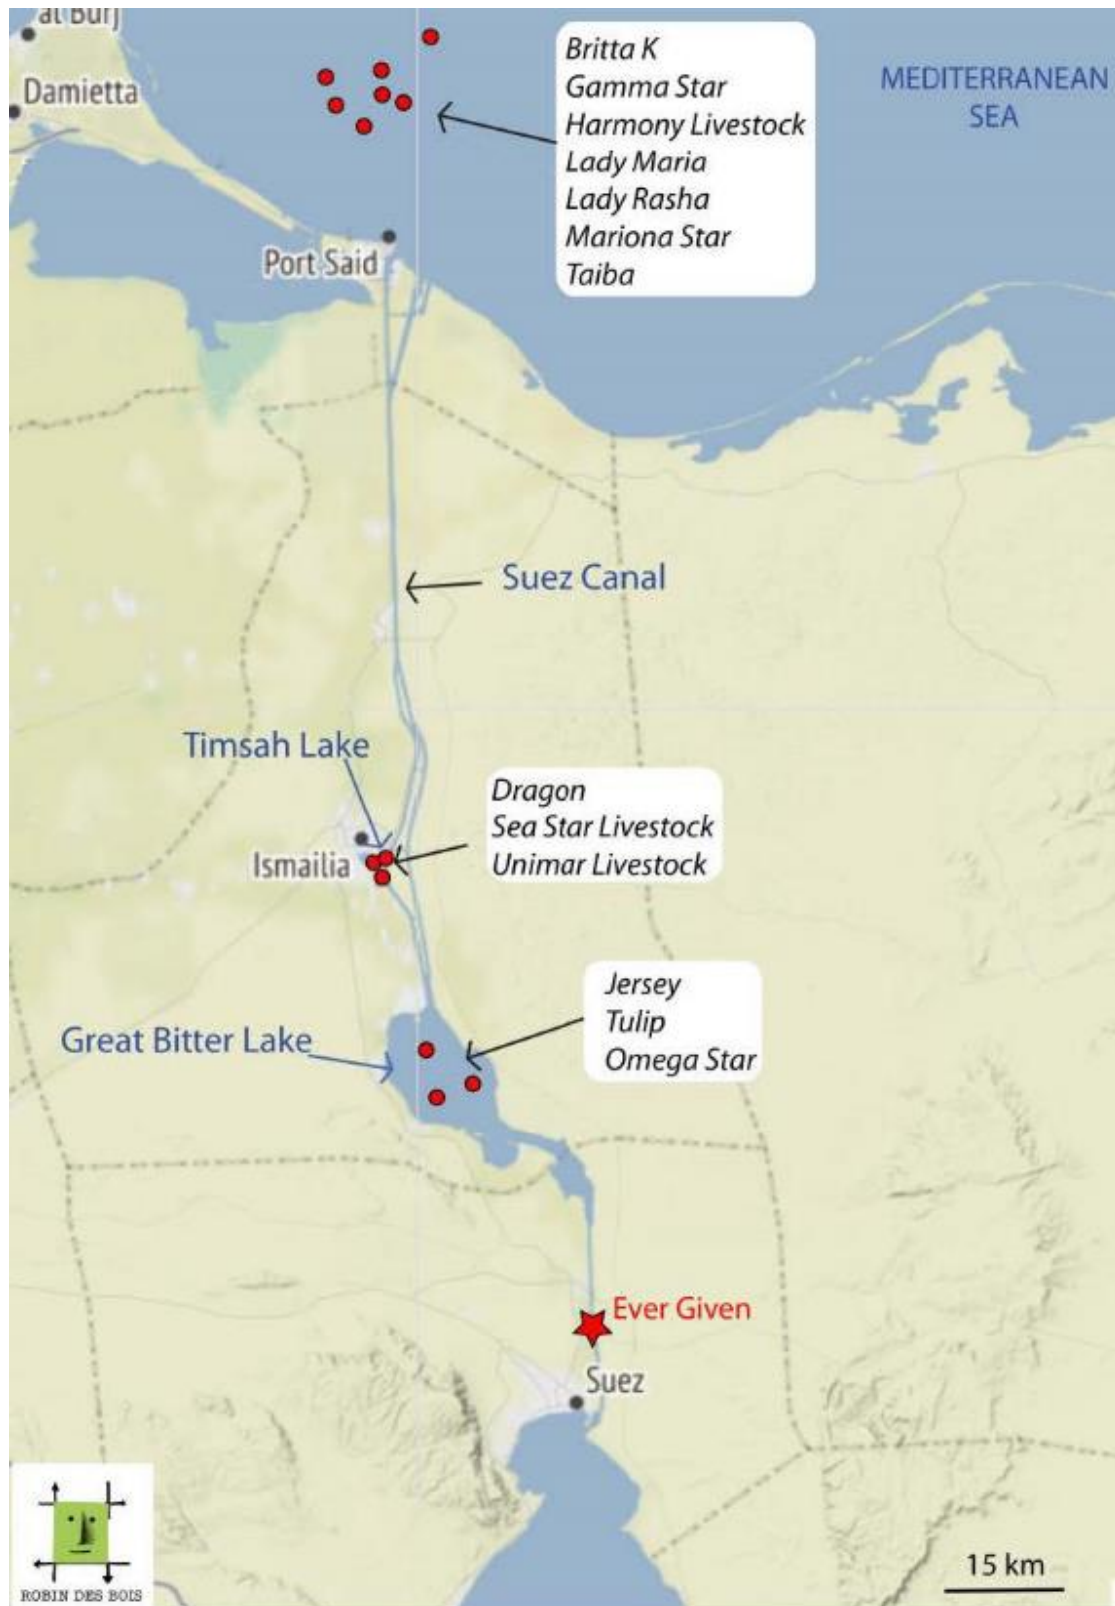 al Burj
Damietta
Britta K
Gamma Star
Harmony Livestock
Lady Maria
Lady Rasha
Mariona Star
Taiba
MEDITERRANEAN
SEA
Port Said
Suez Canal
Timsah Lake
Dragon
Sea Star Livestock
Unimar Livestock
Ismailia
Jersey
Tulip
Omega Star
Great Bitter Lake
Ever Given
Suez
15 km
ROBIN DES BOIS